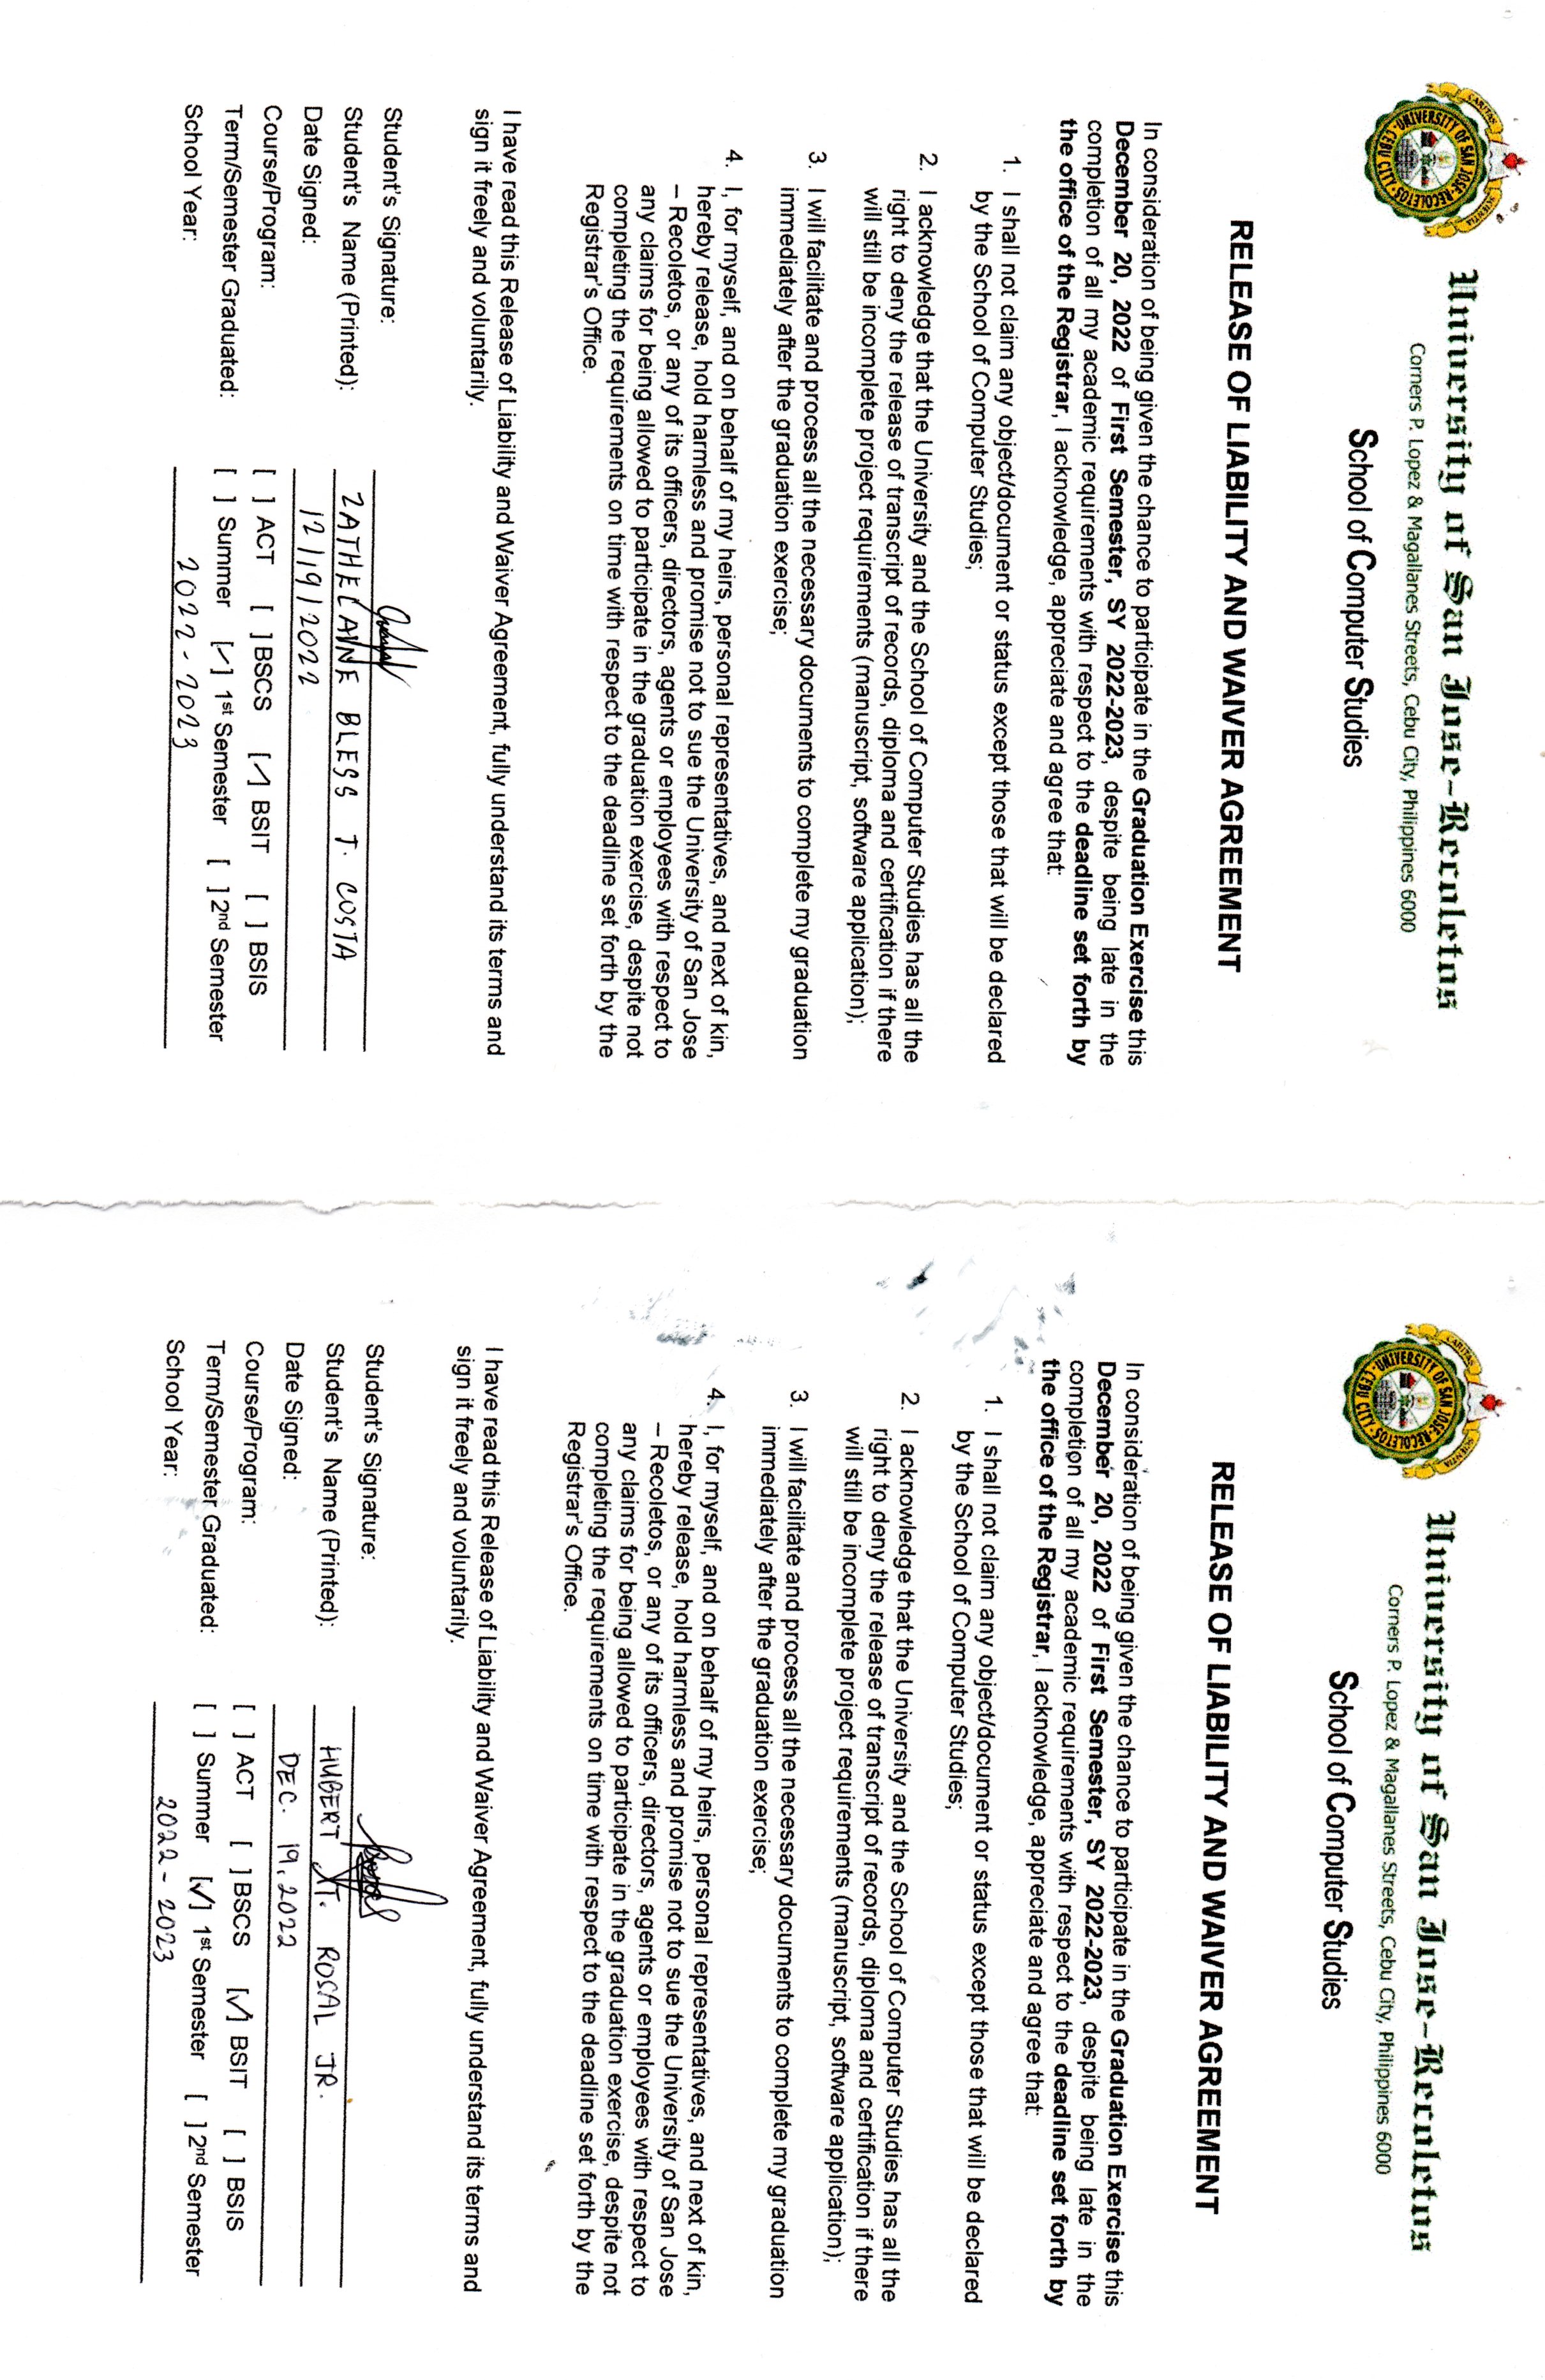 CARITAS
SCIENTIA
UNIVERSITY OF SAN JOSE-RECOLETOS
CEBU CITY
University of San Jose-Recoletos
Corners P. Lopez & Magallanes Streets, Cebu City, Philippines 6000
School of Computer Studies
RELEASE OF LIABILITY AND WAIVER AGREEMENT
In consideration of being given the chance to participate in the Graduation Exercise this
December 20, 2022 of First Semester, SY 2022-2023, despite being late in the
completion of all my academic requirements with respect to the deadline set forth by
the office of the Registrar, I acknowledge, appreciate and agree that:
1. I shall not claim any object/document or status except those that will be declared
by the School of Computer Studies;
2. I acknowledge that the University and the School of Computer Studies has all the
right to deny the release of transcript of records, diploma and certification if there
will still be incomplete project requirements (manuscript, software application);
3. I will facilitate and process all the necessary documents to complete my graduation
immediately after the graduation exercise;
4. I, for myself, and on behalf of my heirs, personal representatives, and next of kin,
hereby release, hold harmless and promise not to sue the University of San Jose
– Recoletos, or any of its officers, directors, agents or employees with respect to
any claims for being allowed to participate in the graduation exercise, despite not
completing the requirements on time with respect to the deadline set forth by the
Registrar's Office.
I have read this Release of Liability and Waiver Agreement, fully understand its terms and
sign it freely and voluntarily.
Student's Signature:
Student's Name (Printed): ZATHEL ANNE BLESS T. COSTA
Date Signed: 12/19/2022
Course/Program: [ ] ACT [ ] BSCS [✓] BSIT [ ] BSIS
Term/Semester Graduated: [ ] Summer [✓] 1st Semester [ ] 2nd Semester
School Year: 2022-2023
CARITAS
SCIENTIA
UNIVERSITY OF SAN JOSE-RECOLETOS
CEBU CITY
University of San Jose-Recoletos
Corners P. Lopez & Magallanes Streets, Cebu City, Philippines 6000
School of Computer Studies
RELEASE OF LIABILITY AND WAIVER AGREEMENT
In consideration of being given the chance to participate in the Graduation Exercise this
December 20, 2022 of First Semester, SY 2022-2023, despite being late in the
completion of all my academic requirements with respect to the deadline set forth by
the office of the Registrar, I acknowledge, appreciate and agree that:
1. I shall not claim any object/document or status except those that will be declared
by the School of Computer Studies;
2. I acknowledge that the University and the School of Computer Studies has all the
right to deny the release of transcript of records, diploma and certification if there
will still be incomplete project requirements (manuscript, software application);
3. I will facilitate and process all the necessary documents to complete my graduation
immediately after the graduation exercise;
4. I, for myself, and on behalf of my heirs, personal representatives, and next of kin,
hereby release, hold harmless and promise not to sue the University of San Jose
– Recoletos, or any of its officers, directors, agents or employees with respect to
any claims for being allowed to participate in the graduation exercise, despite not
completing the requirements on time with respect to the deadline set forth by the
Registrar's Office.
I have read this Release of Liability and Waiver Agreement, fully understand its terms and
sign it freely and voluntarily.
Student's Signature:
Student's Name (Printed): HUBERT T. ROSAL JR.
Date Signed: DEC. 19, 2022
Course/Program: [ ] ACT [ ] BSCS [✓] BSIT [ ] BSIS
Term/Semester Graduated: [ ] Summer [✓] 1st Semester [ ] 2nd Semester
School Year: 2022-2023